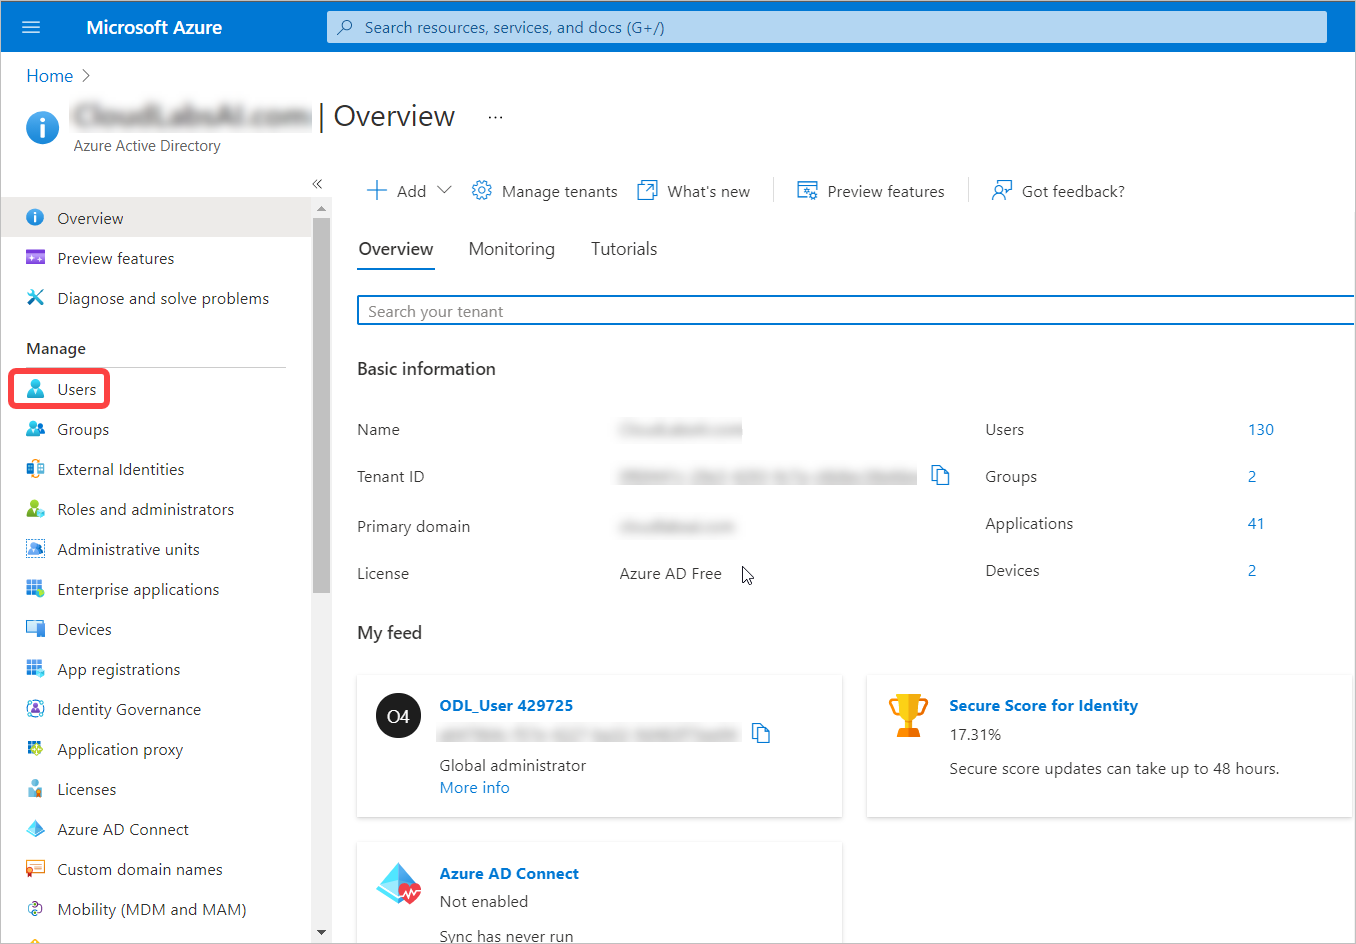 Microsoft Azure
Search resources, services, and docs (G+/)
Home >
| Overview ...
Azure Active Directory
«
Overview
Preview features
Diagnose and solve problems
Manage
Users
Groups
External Identities
Roles and administrators
Administrative units
Enterprise applications
Devices
App registrations
Identity Governance
Application proxy
Licenses
Azure AD Connect
Custom domain names
Mobility (MDM and MAM)
Add
Manage tenants
What's new
Preview features
Got feedback?
Overview
Monitoring
Tutorials
Search your tenant
Basic information
Name
Tenant ID
Primary domain
License Azure AD Free
Users 130
Groups 2
Applications 41
Devices 2
My feed
O4
ODL_User 429725
Global administrator
More info
Secure Score for Identity
17.31%
Secure score updates can take up to 48 hours.
Azure AD Connect
Not enabled
Sync has never run